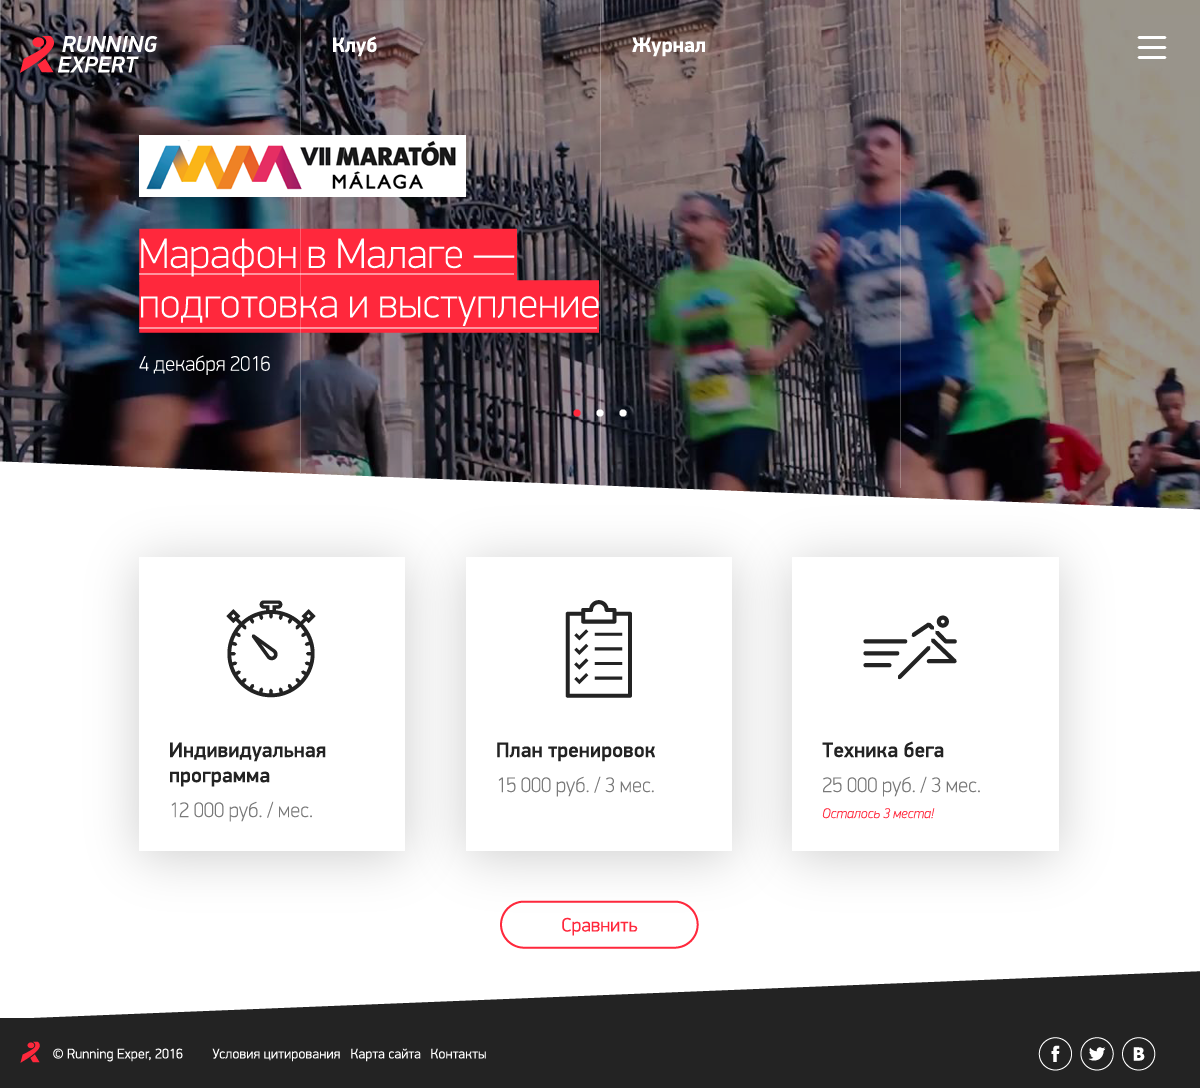 RUNNING
EXPERT
Клуб
Журнал
VII MARATÓN
MÁLAGA
Марафон в Малаге —
подготовка и выступление
4 декабря 2016
Индивидуальная
программа
12 000 руб. / мес.
План тренировок
15 000 руб. / 3 мес.
Техника бега
25 000 руб. / 3 мес.
Осталось 3 места!
Сравнить
© Running Exper, 2016
Условия цитирования Карта сайта Контакты